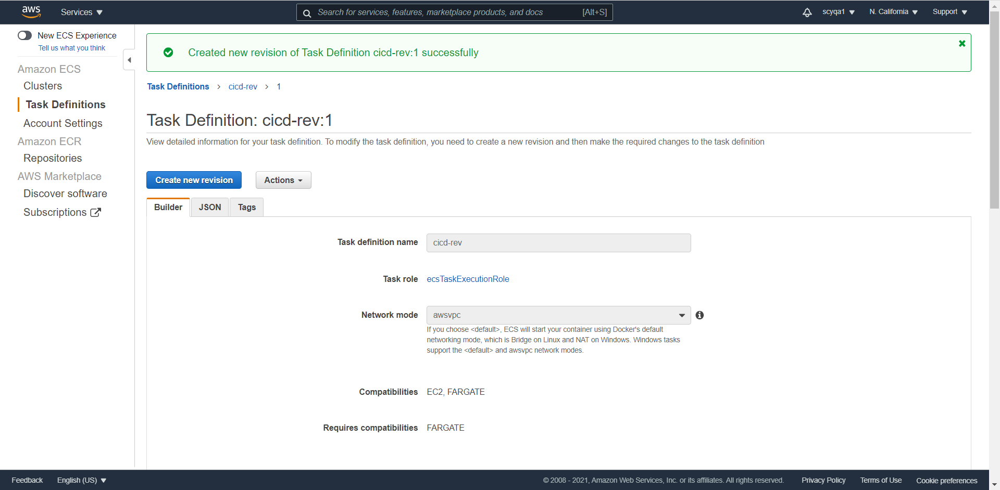 aws
Services
Search for services, features, marketplace products, and docs [Alt+S]
scyqa1
N. California
Support
New ECS Experience
Tell us what you think
Amazon ECS
Clusters
Task Definitions
Account Settings
Amazon ECR
Repositories
AWS Marketplace
Discover software
Subscriptions
Created new revision of Task Definition cicd-rev:1 successfully
Task Definitions > cicd-rev > 1
Task Definition: cicd-rev:1
View detailed information for your task definition. To modify the task definition, you need to create a new revision and then make the required changes to the task definition
Create new revision
Actions
Builder
JSON
Tags
Task definition name cicd-rev
Task role ecsTaskExecutionRole
Network mode awsvpc
If you choose <default>, ECS will start your container using Docker's default
networking mode, which is Bridge on Linux and NAT on Windows. Windows tasks
support the <default> and awsvpc network modes.
Compatibilities EC2, FARGATE
Requires compatibilities FARGATE
Feedback
English (US)
© 2008 - 2021, Amazon Web Services, Inc. or its affiliates. All rights reserved.
Privacy Policy
Terms of Use
Cookie preferences